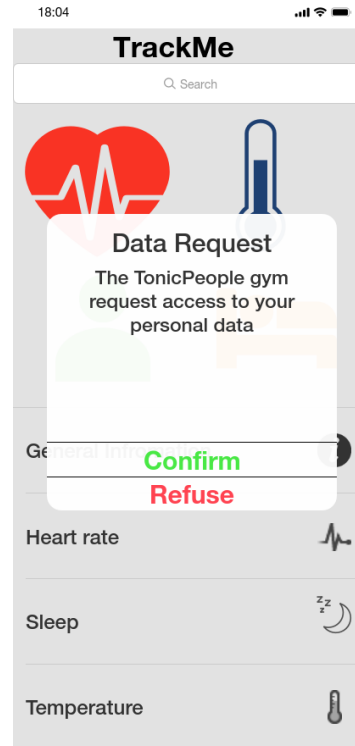 18:04
TrackMe
Search
Data Request
The TonicPeople gym
request access to your
personal data
General
Confirm
Refuse
Heart rate
z z
z
Sleep
Temperature